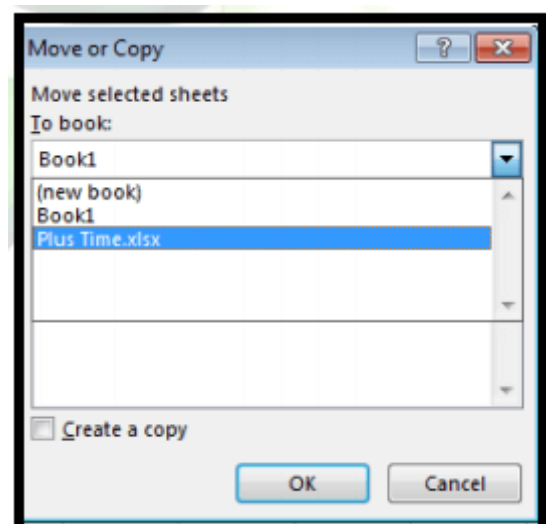 Move or Copy ?
Move selected sheets
To book:
Book1
(new book)
Book1
Plus Time.xlsx
Create a copy
OK Cancel